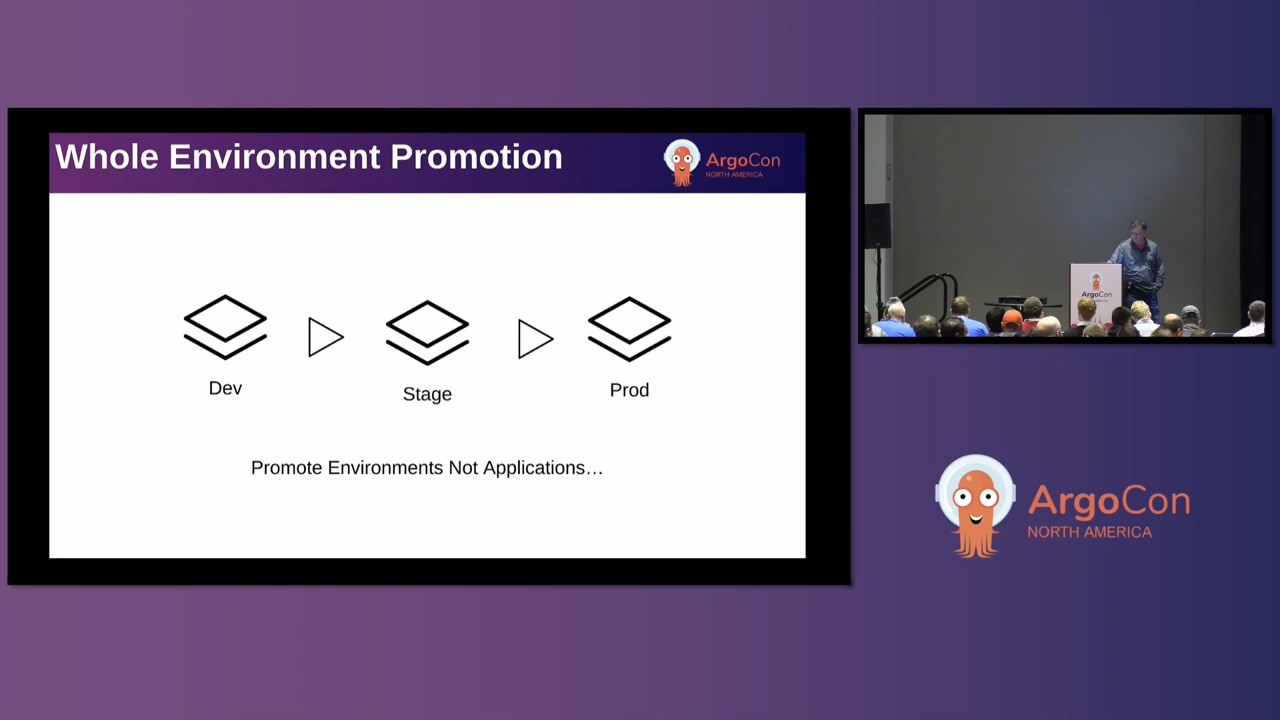 Whole Environment Promotion
ArgoCon
NORTH AMERICA
Dev
Stage
Prod
Promote Environments Not Applications…
ArgoCon
ArgoCon
NORTH AMERICA